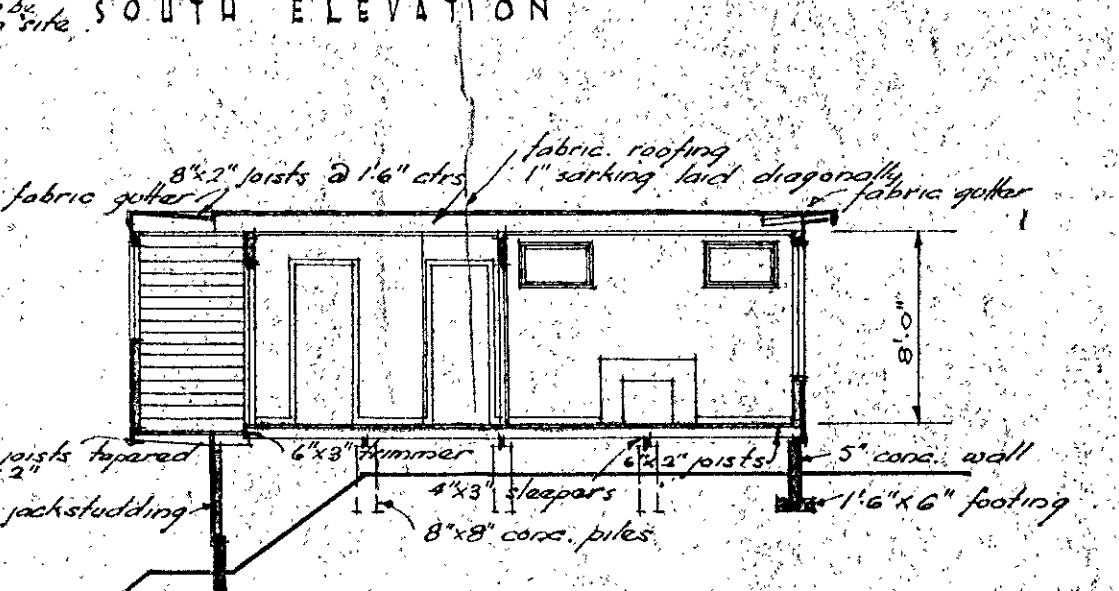 be
site.
SOUTH ELEVATION
fabric roofing
8"x2" joists @ 1'6" ctrs
1" sarking laid diagonally
fabric gutter
fabric gutter
8'.0"
joists tapered
2"
6"x3" trimmer
6"x2" joists
5" conc. wall
4"x3" sleepers
jackstudding
1'.6"x6" footing
8"x8" conc. piles